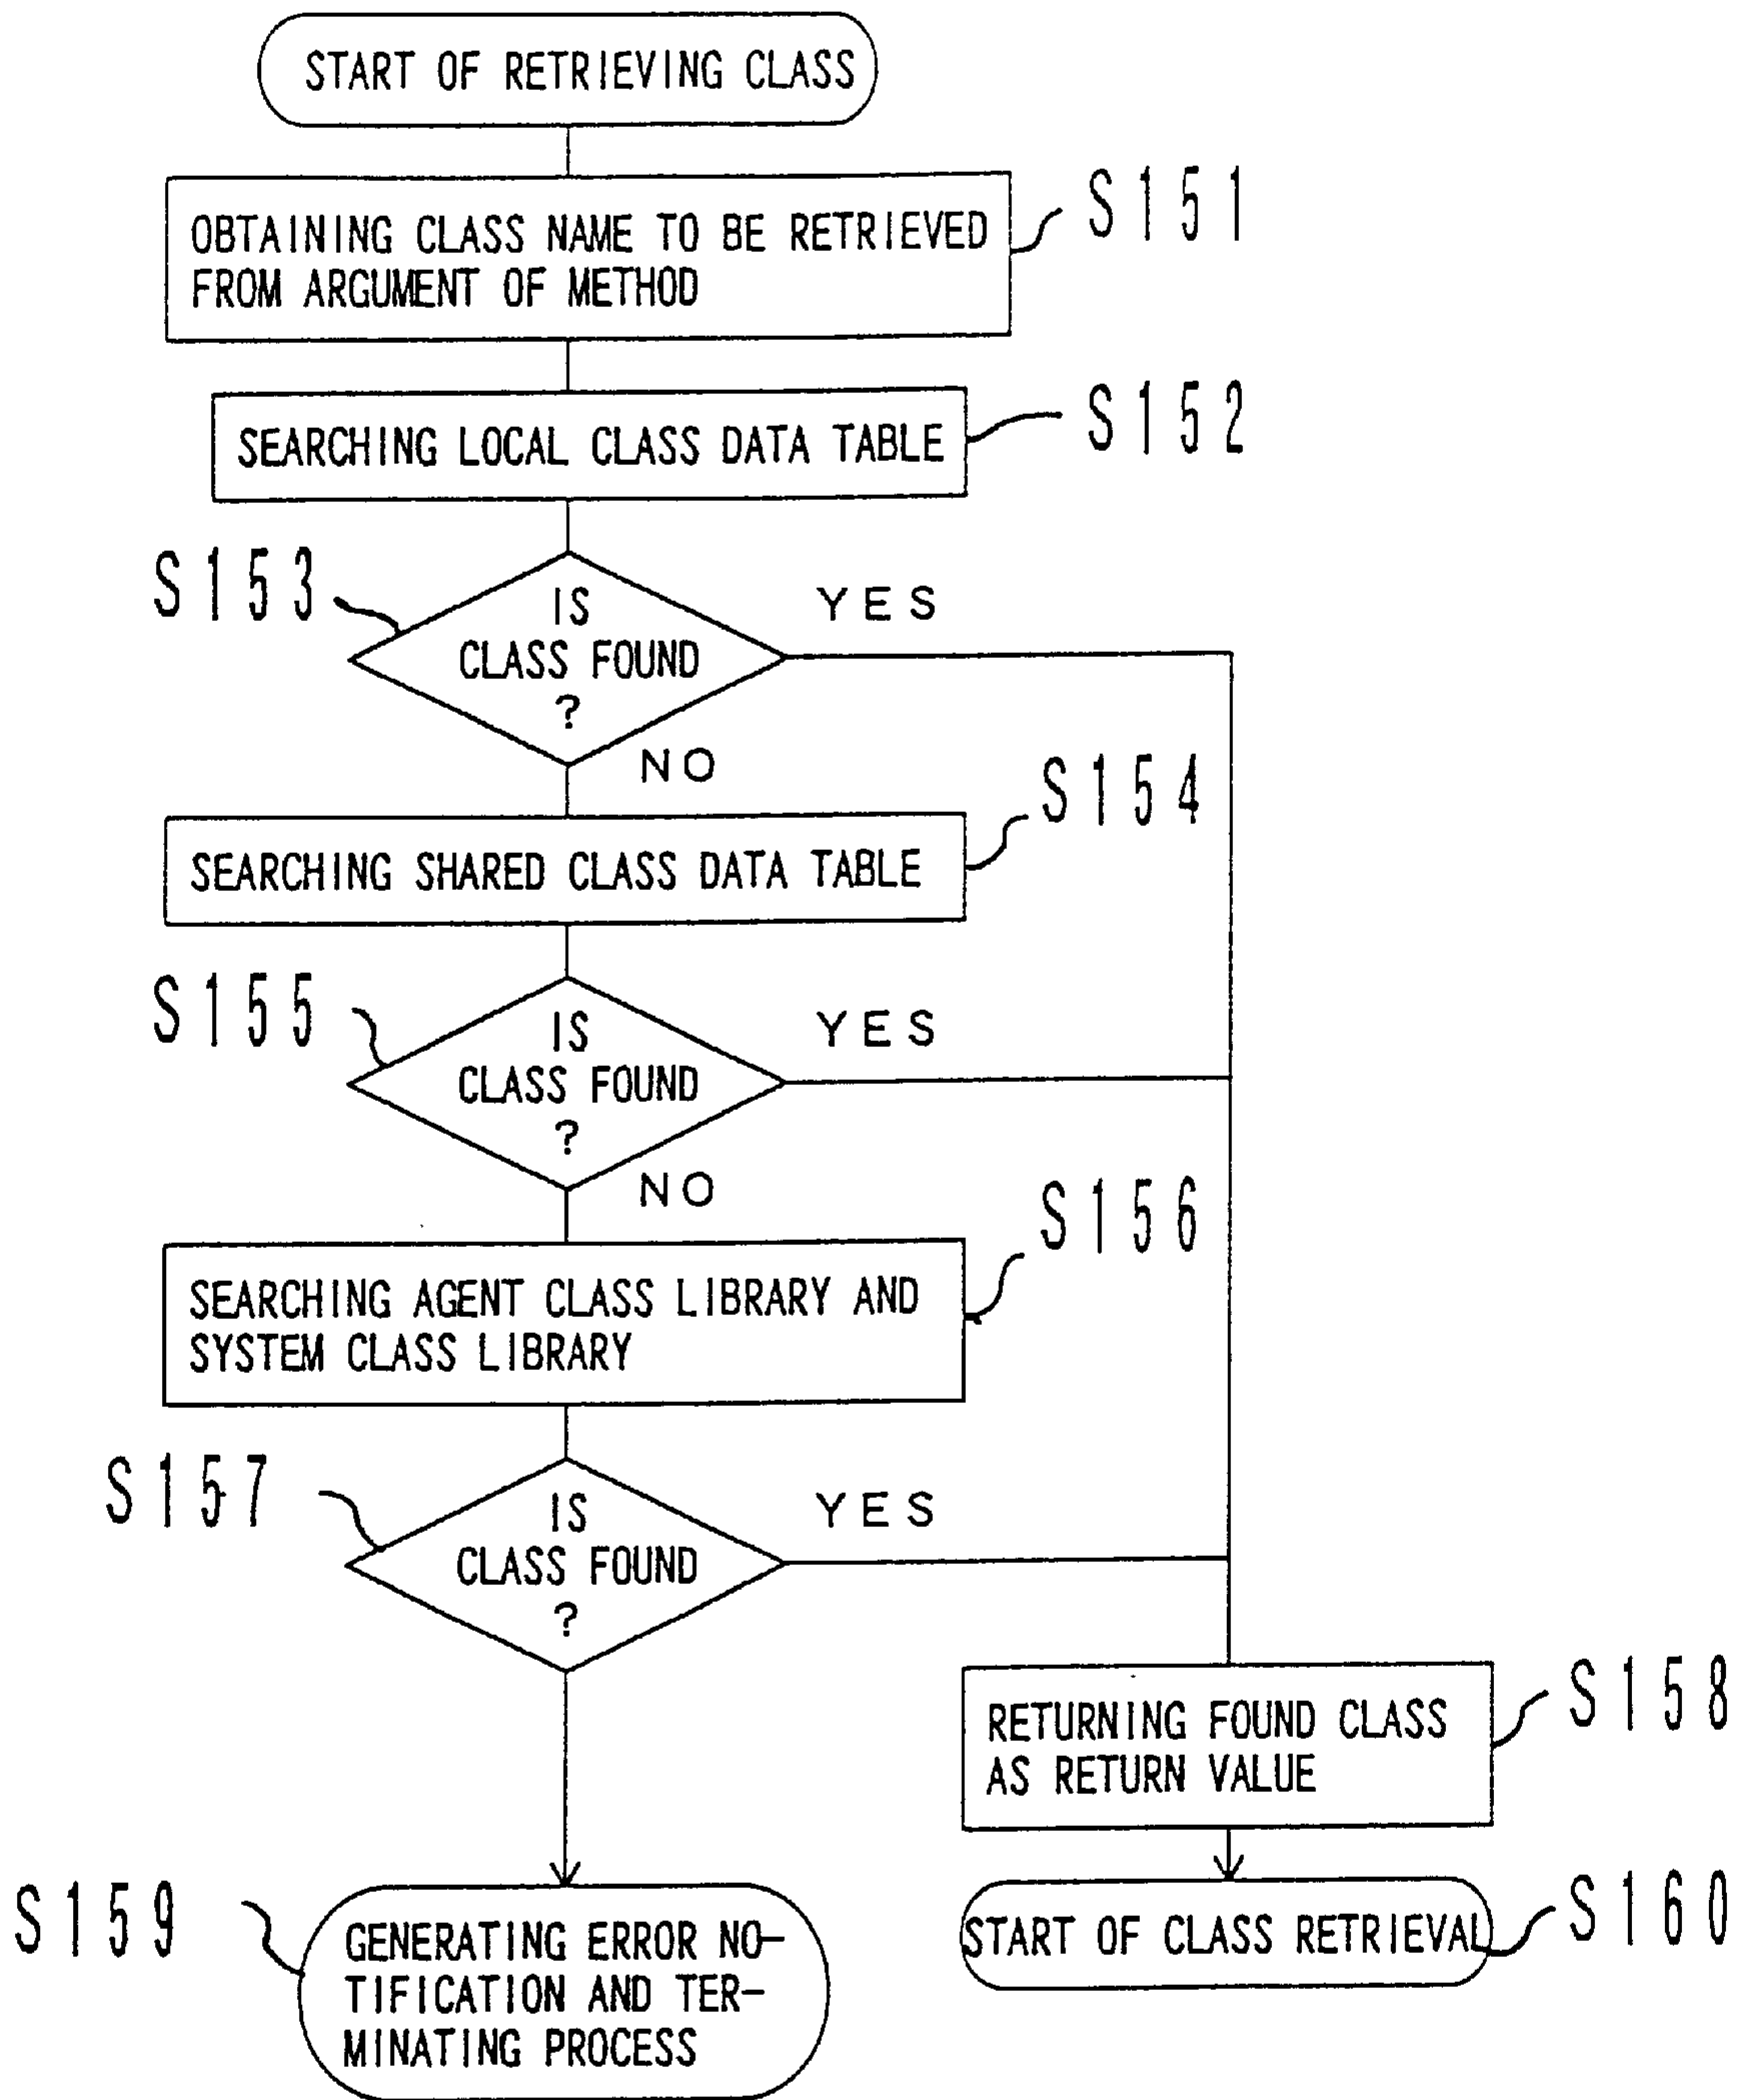 START OF RETRIEVING CLASS
S151
OBTAINING CLASS NAME TO BE RETRIEVED
FROM ARGUMENT OF METHOD
S152
SEARCHING LOCAL CLASS DATA TABLE
S153
IS
CLASS FOUND
?
YES
NO
S154
SEARCHING SHARED CLASS DATA TABLE
S155
IS
CLASS FOUND
?
YES
NO
S156
SEARCHING AGENT CLASS LIBRARY AND
SYSTEM CLASS LIBRARY
S157
IS
CLASS FOUND
?
YES
S158
RETURNING FOUND CLASS
AS RETURN VALUE
S159
GENERATING ERROR NO-
TIFICATION AND TER-
MINATING PROCESS
START OF CLASS RETRIEVAL
S160